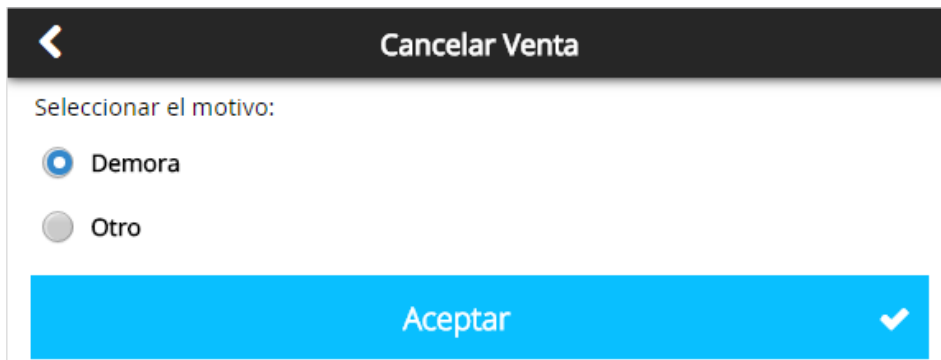 Cancelar Venta
Seleccionar el motivo:
Demora
Otro
Aceptar